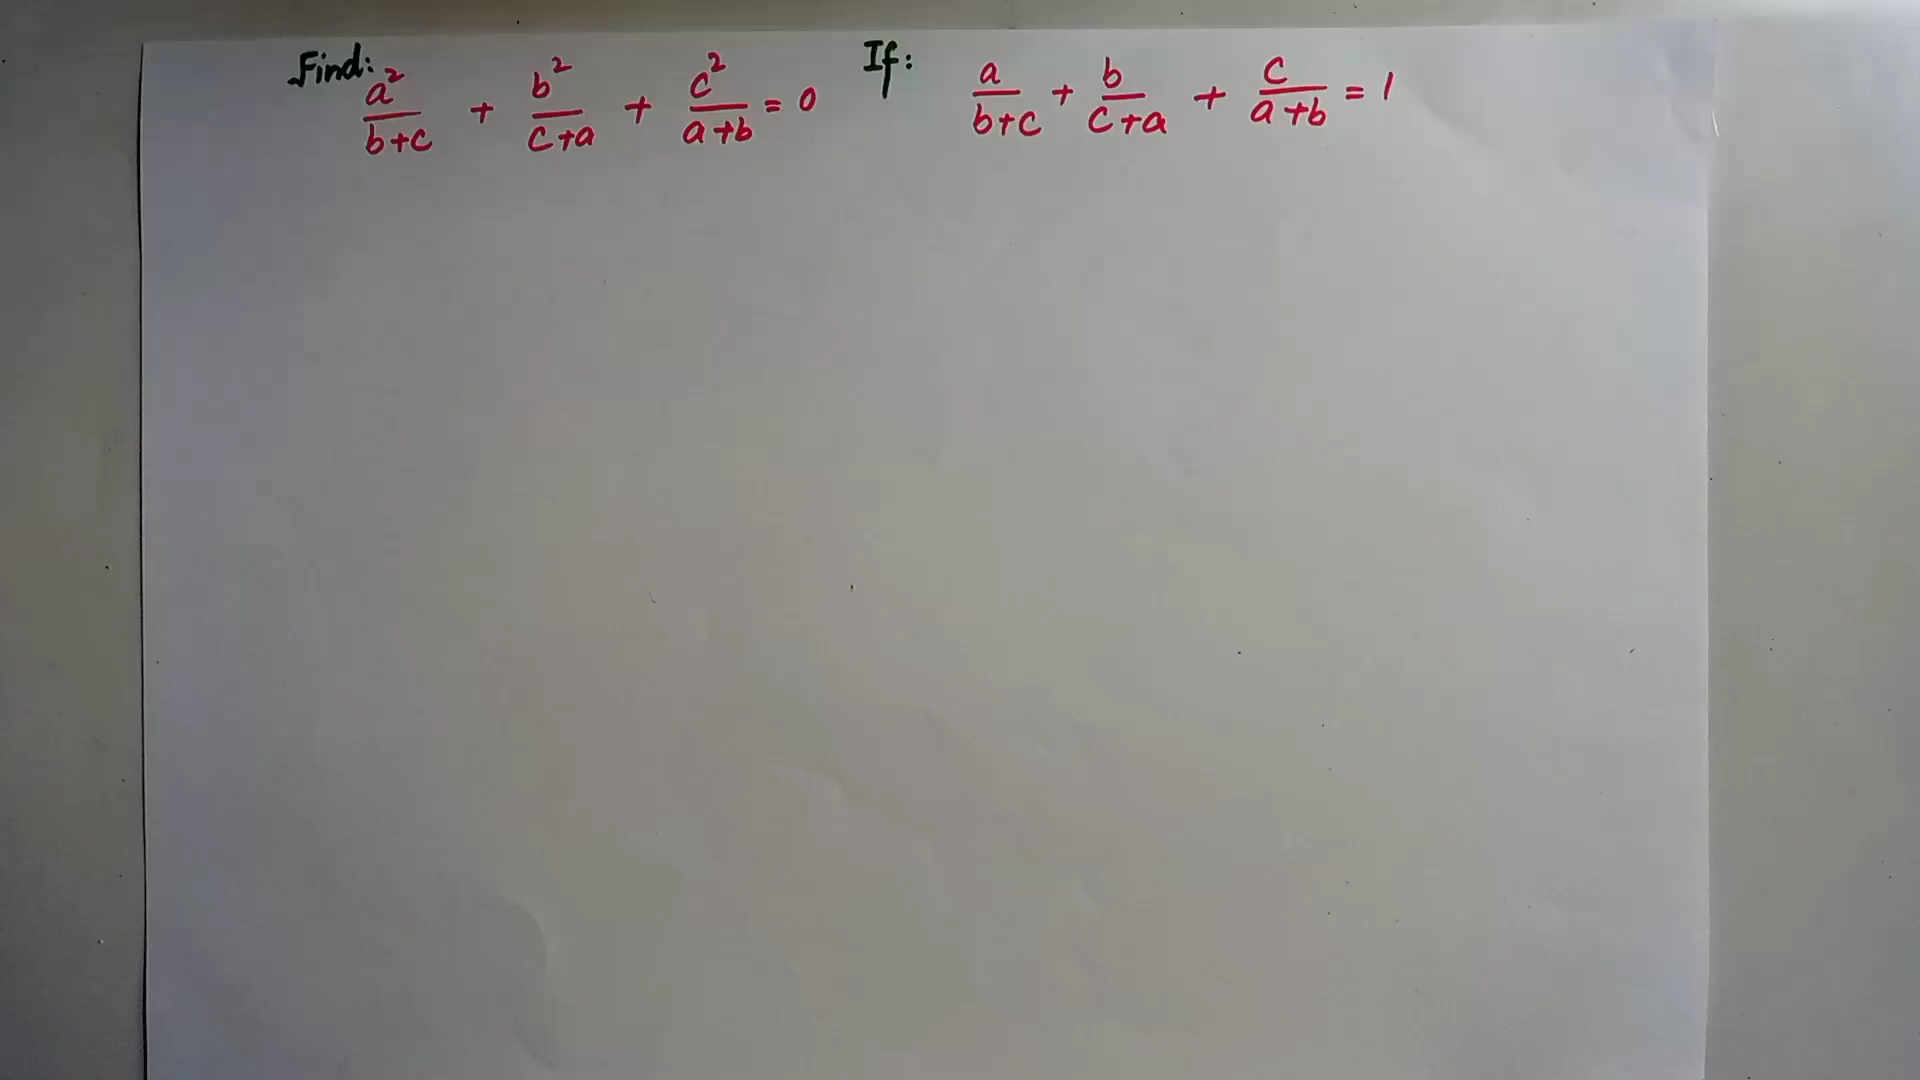 Find: a²/(b+c) + b²/(c+a) + c²/(a+b) = 0 If: a/(b+c) + b/(c+a) + c/(a+b) = 1